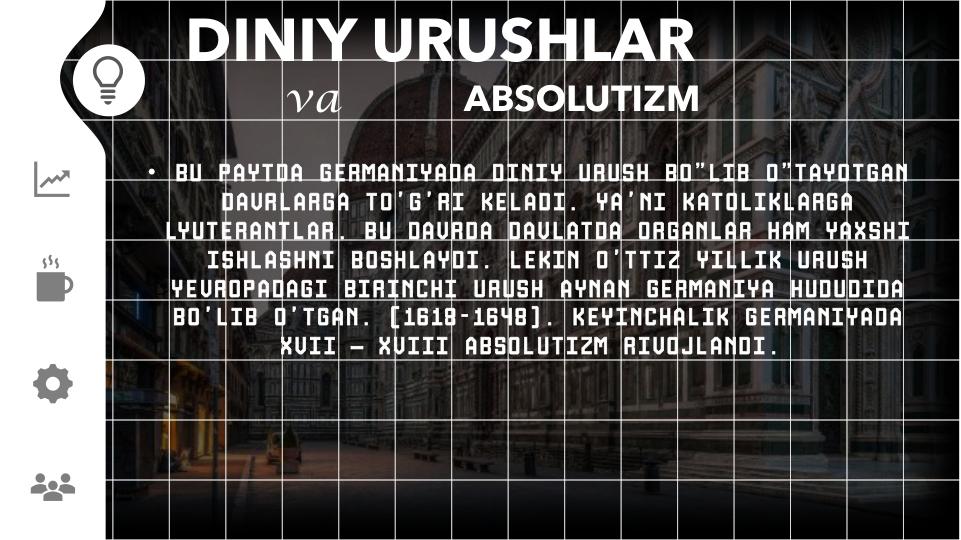 DINIY URUSHLAR
va ABSOLUTIZM
• BU PAYTDA GERMANIYADA DINIY URUSH BO"LIB O"TAYOTGAN
DAVRLARGA TO'G'RI KELADI. YA'NI KATOLIKLARGA
LYUTERANTLAR. BU DAVRDA DAVLATDA ORGANLAR HAM YAXSHI
ISHLASHNI BOSHLAYDI. LEKIN O'TTIZ YILLIK URUSH
YEVROPADAGI BIRINCHI URUSH AYNAN GERMANIYA HUDUDIDA
BO'LIB O'TGAN. [1618-1648]. KEYINCHALIK GERMANIYADA
XVII – XVIII ABSOLUTIZM RIVOJLANDI.